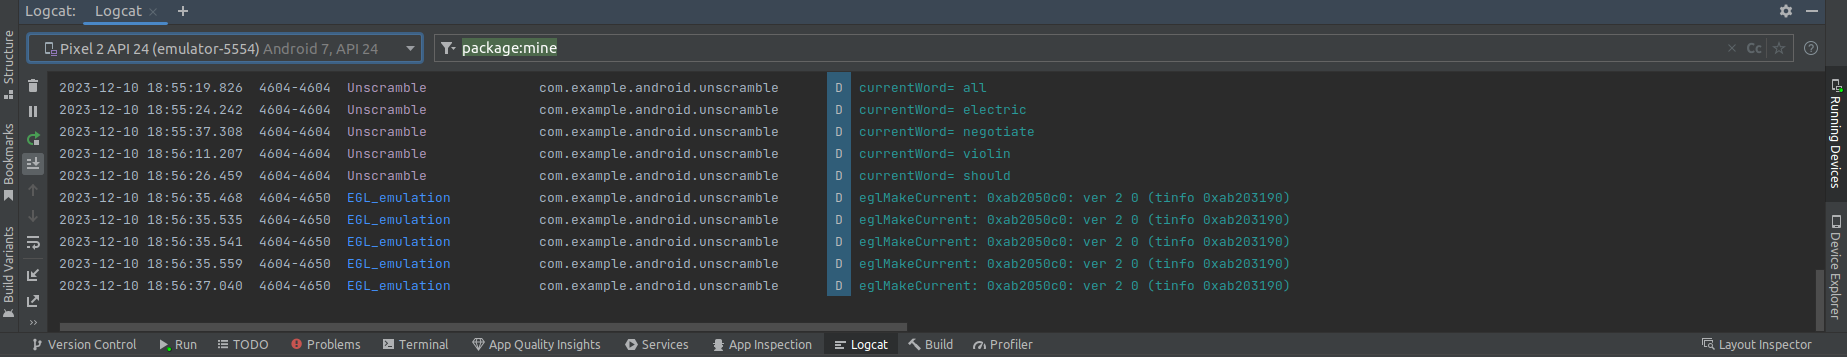 Logcat: Logcat × +
Pixel 2 API 24 (emulator-5554) Android 7, API 24 package:mine × Cc ?
2023-12-10 18:55:19.826 4604-4604 Unscramble com.example.android.unscramble D currentWord= all
2023-12-10 18:55:24.242 4604-4604 Unscramble com.example.android.unscramble D currentWord= electric
2023-12-10 18:55:37.308 4604-4604 Unscramble com.example.android.unscramble D currentWord= negotiate
2023-12-10 18:56:11.207 4604-4604 Unscramble com.example.android.unscramble D currentWord= violin
2023-12-10 18:56:26.459 4604-4604 Unscramble com.example.android.unscramble D currentWord= should
2023-12-10 18:56:35.468 4604-4650 EGL_emulation com.example.android.unscramble D eglMakeCurrent: 0xab2050c0: ver 2 0 (tinfo 0xab203190)
2023-12-10 18:56:35.535 4604-4650 EGL_emulation com.example.android.unscramble D eglMakeCurrent: 0xab2050c0: ver 2 0 (tinfo 0xab203190)
2023-12-10 18:56:35.541 4604-4650 EGL_emulation com.example.android.unscramble D eglMakeCurrent: 0xab2050c0: ver 2 0 (tinfo 0xab203190)
2023-12-10 18:56:35.559 4604-4650 EGL_emulation com.example.android.unscramble D eglMakeCurrent: 0xab2050c0: ver 2 0 (tinfo 0xab203190)
2023-12-10 18:56:37.040 4604-4650 EGL_emulation com.example.android.unscramble D eglMakeCurrent: 0xab2050c0: ver 2 0 (tinfo 0xab203190)
Structure
Bookmarks
Build Variants
Running Devices
Device Explorer
Version Control Run TODO Problems Terminal App Quality Insights Services App Inspection Logcat Build Profiler Layout Inspector